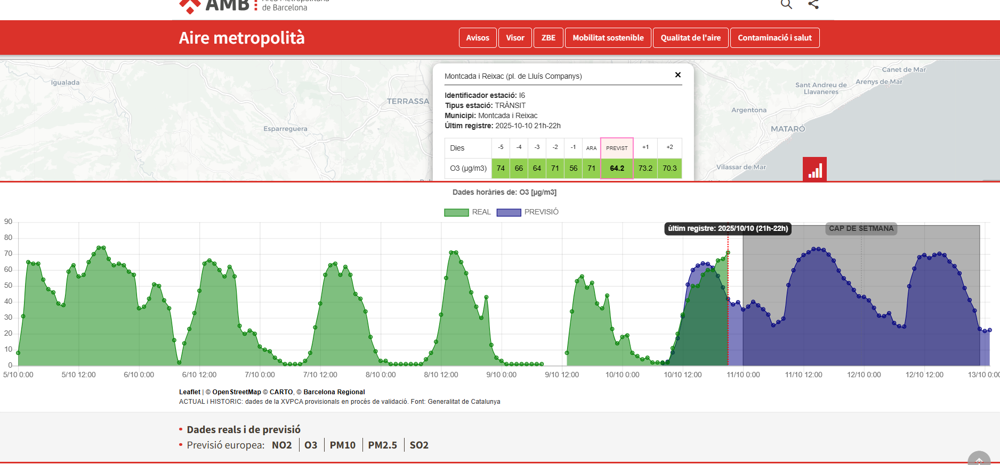 AMB
de Barcelona
Aire metropolità
Avisos
Visor
ZBE
Mobilitat sostenible
Qualitat de l'aire
Contaminació i salut
Igualada
TERRASSA
Esparreguera
Canet de Mar
Sant Andreu de
Llavaneres
Arenys de Mar
Argentona
MATARÓ
Vilassar de Mar
Montcada i Reixac (pl. de Lluís Companys)
×
Identificador estació: I6
Tipus estació: TRÀNSIT
Municipi: Montcada i Reixac
Últim registre: 2025-10-10 21h-22h
Dies -5 -4 -3 -2 -1 ARA PREVIST +1 +2
O3 (µg/m3) 74 66 64 71 56 71 64.2 73.2 70.3
Dades horàries de: O3 [µg/m3]
REAL PREVISIÓ
últim registre: 2025/10/10 (21h-22h)
CAP DE SETMANA
90
80
70
60
50
40
30
20
10
0
5/10 0:00 5/10 12:00 6/10 0:00 6/10 12:00 7/10 0:00 7/10 12:00 8/10 0:00 8/10 12:00 9/10 0:00 9/10 12:00 10/10 0:00 10/10 12:00 11/10 0:00 11/10 12:00 12/10 0:00 12/10 12:00 13/10 0:00
Leaflet | © OpenStreetMap © CARTO, © Barcelona Regional
ACTUAL i HISTORIC: dades de la XVPCA provisionals en procés de validació. Font: Generalitat de Catalunya
• Dades reals i de previsió
• Previsió europea: NO2 | O3 | PM10 | PM2.5 | SO2